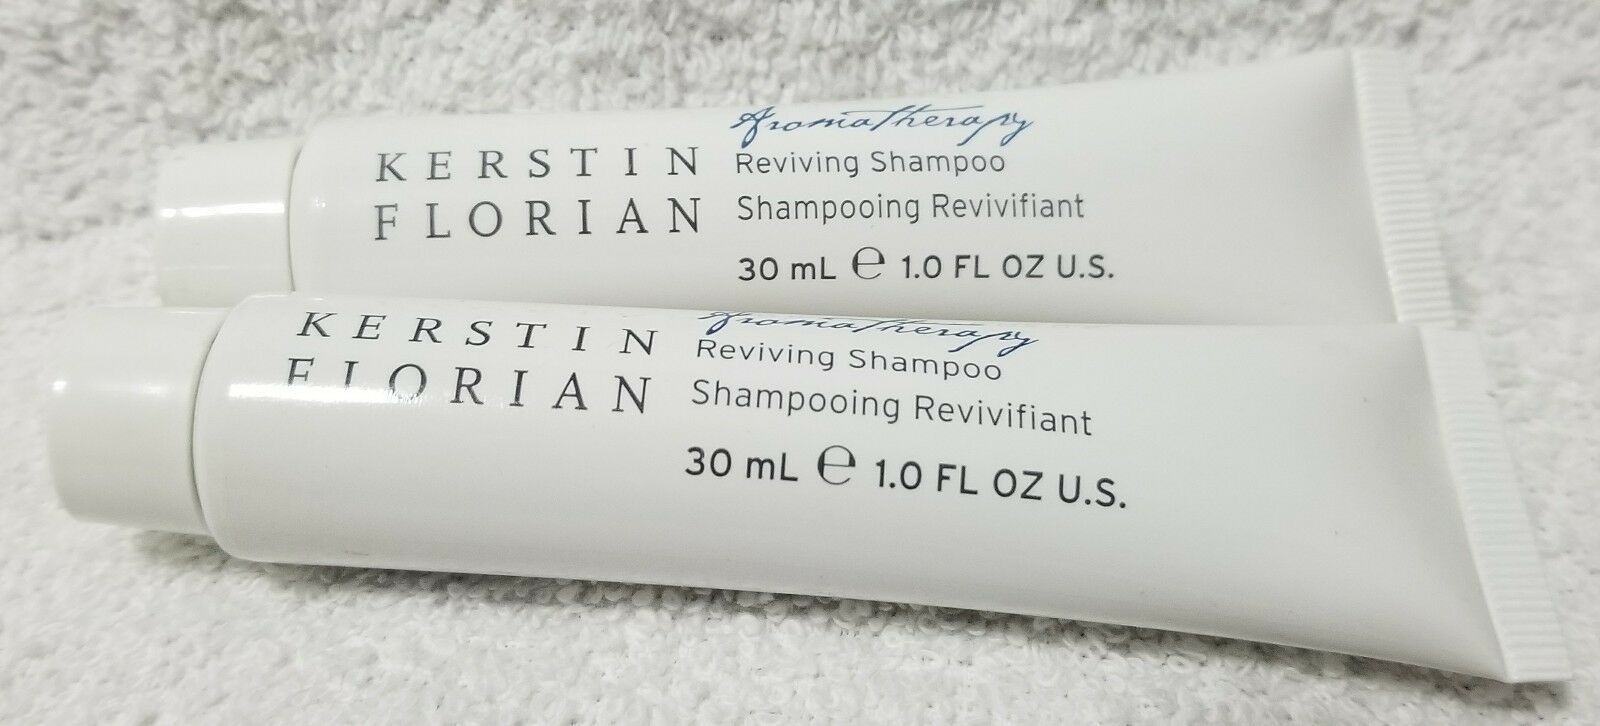 KERSTIN
FLORIAN
Aromatherapy
Reviving Shampoo
Shampooing Revivifiant
30 mL ℮ 1.0 FL OZ U.S.
KERSTIN
FLORIAN
Aromatherapy
Reviving Shampoo
Shampooing Revivifiant
30 mL ℮ 1.0 FL OZ U.S.